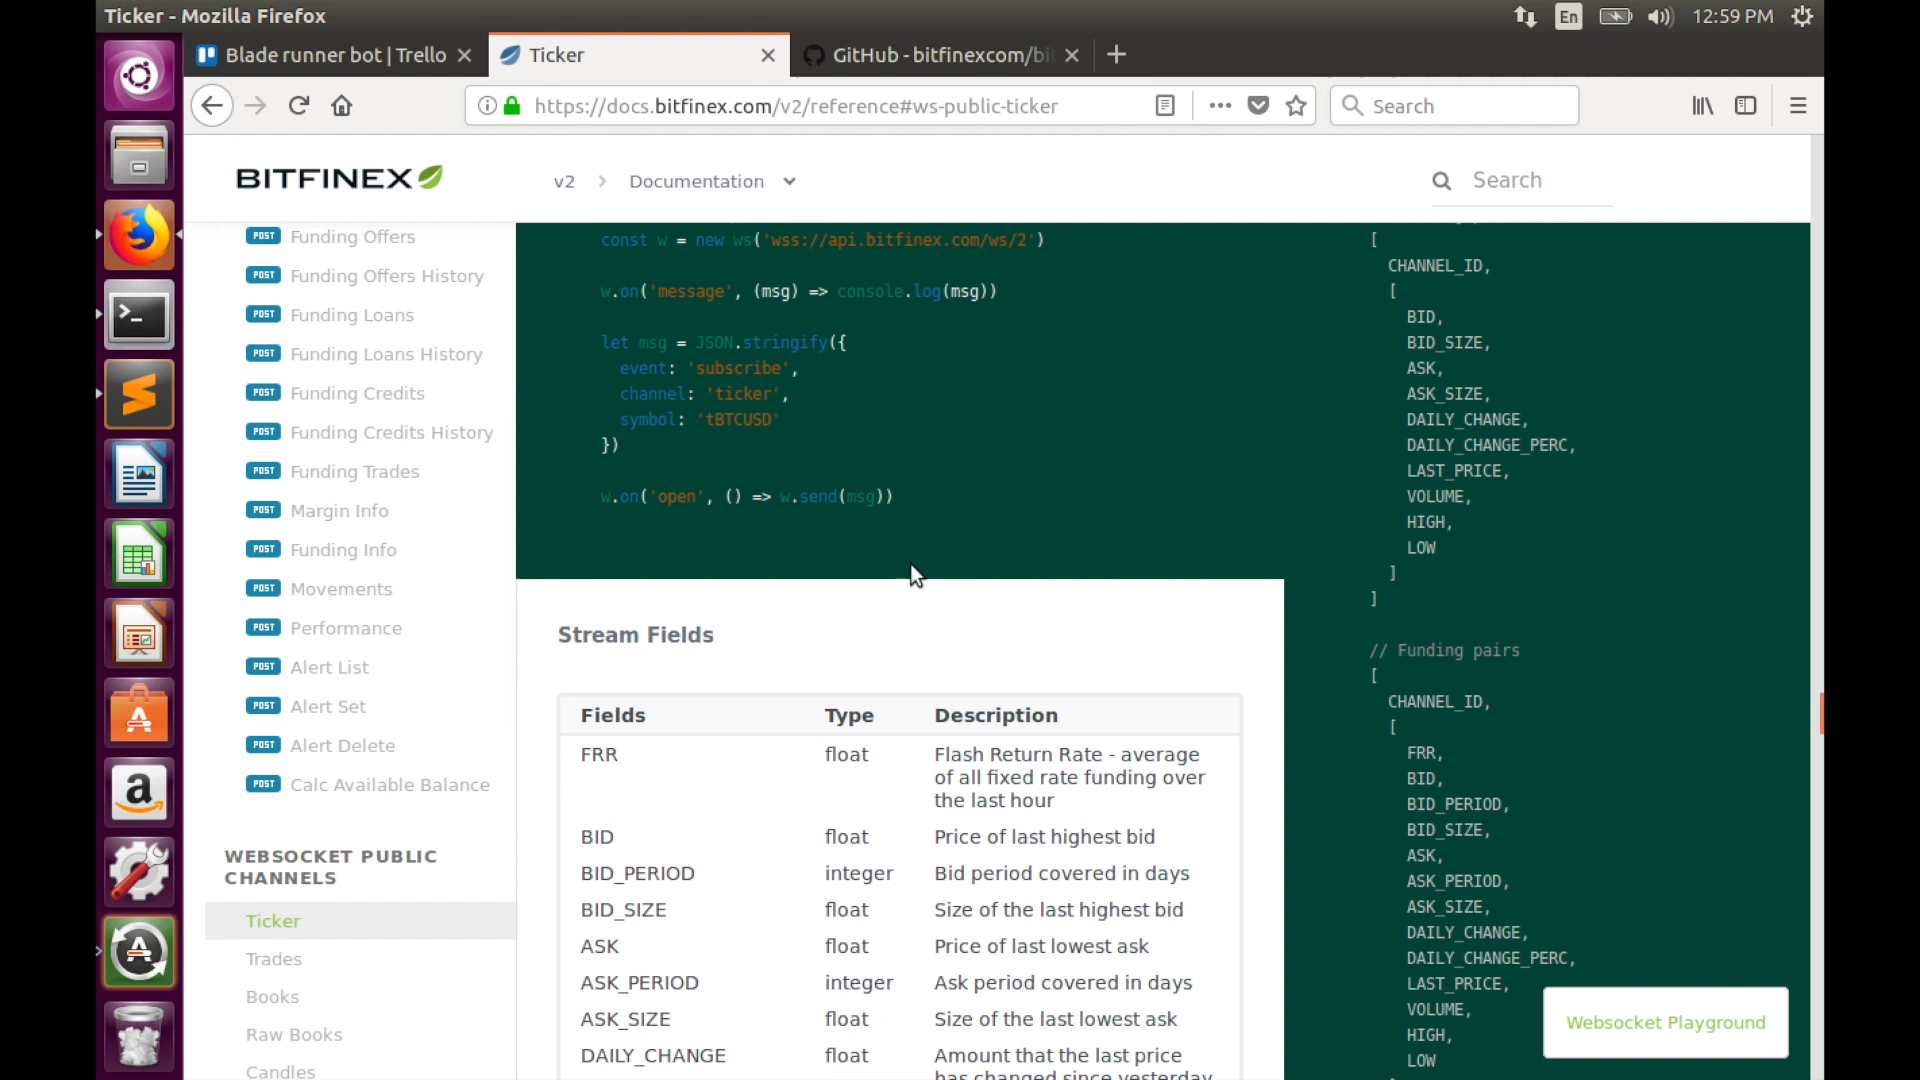 Ticker - Mozilla Firefox
En
12:59 PM
Blade runner bot | Trello
Ticker
GitHub - bitfinexcom/bit
https://docs.bitfinex.com/v2/reference#ws-public-ticker
Search
BITFINEX
v2
Documentation
Search
POST Funding Offers
POST Funding Offers History
POST Funding Loans
POST Funding Loans History
POST Funding Credits
POST Funding Credits History
POST Funding Trades
POST Margin Info
POST Funding Info
POST Movements
POST Performance
POST Alert List
POST Alert Set
POST Alert Delete
POST Calc Available Balance
WEBSOCKET PUBLIC
CHANNELS
Ticker
Trades
Books
Raw Books
Candles
const w = new ws('wss://api.bitfinex.com/ws/2')
w.on('message', (msg) => console.log(msg))
let msg = JSON.stringify({
event: 'subscribe',
channel: 'ticker',
symbol: 'tBTCUSD'
})
w.on('open', () => w.send(msg))
Stream Fields
Fields Type Description
FRR float Flash Return Rate - average
of all fixed rate funding over
the last hour
BID float Price of last highest bid
BID_PERIOD integer Bid period covered in days
BID_SIZE float Size of the last highest bid
ASK float Price of last lowest ask
ASK_PERIOD integer Ask period covered in days
ASK_SIZE float Size of the last lowest ask
DAILY_CHANGE float Amount that the last price
has changed since yesterday
[
CHANNEL_ID,
[
BID,
BID_SIZE,
ASK,
ASK_SIZE,
DAILY_CHANGE,
DAILY_CHANGE_PERC,
LAST_PRICE,
VOLUME,
HIGH,
LOW
]
]
// Funding pairs
[
CHANNEL_ID,
[
FRR,
BID,
BID_PERIOD,
BID_SIZE,
ASK,
ASK_PERIOD,
ASK_SIZE,
DAILY_CHANGE,
DAILY_CHANGE_PERC,
LAST_PRICE,
VOLUME,
HIGH,
LOW
Websocket Playground